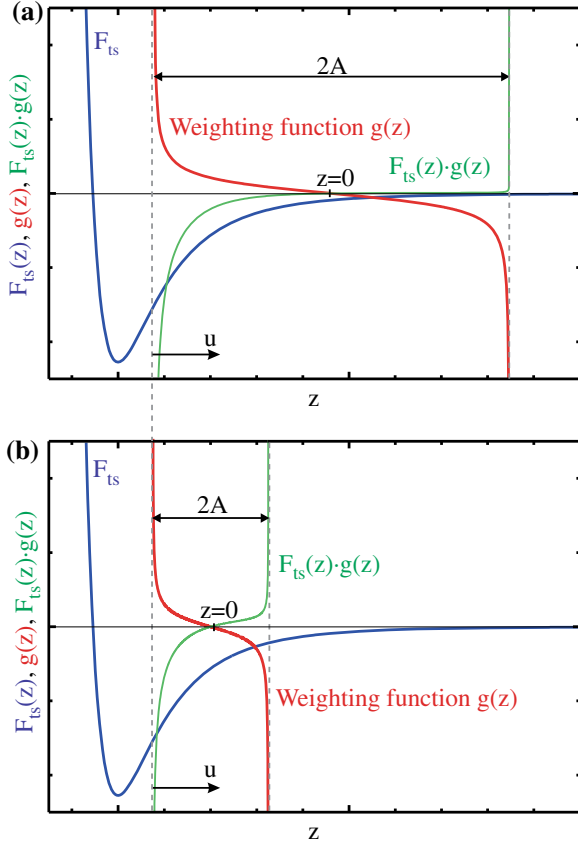 (a)
F_ts
2A
Weighting function g(z)
F_ts(z)·g(z)
z=0
F_ts(z), g(z), F_ts(z)·g(z)
u
z
(b)
F_ts
2A
F_ts(z)·g(z)
z=0
F_ts(z), g(z), F_ts(z)·g(z)
Weighting function g(z)
u
z